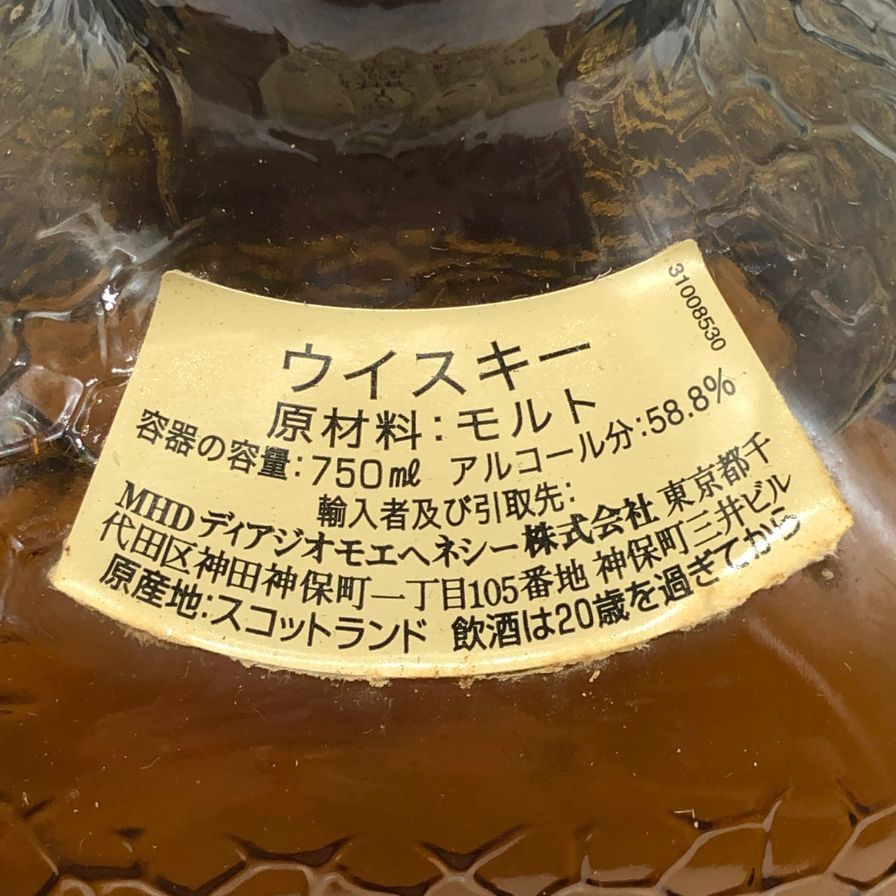 31008530
ウイスキー
原材料:モルト
容器の容量:750㎖ アルコール分:58.8%
輸入者及び引取先:
MHD ディアジオモエヘネシー株式会社 東京都千
代田区神田神保町一丁目105番地 神保町三井ビル
原産地:スコットランド 飲酒は20歳を過ぎてから